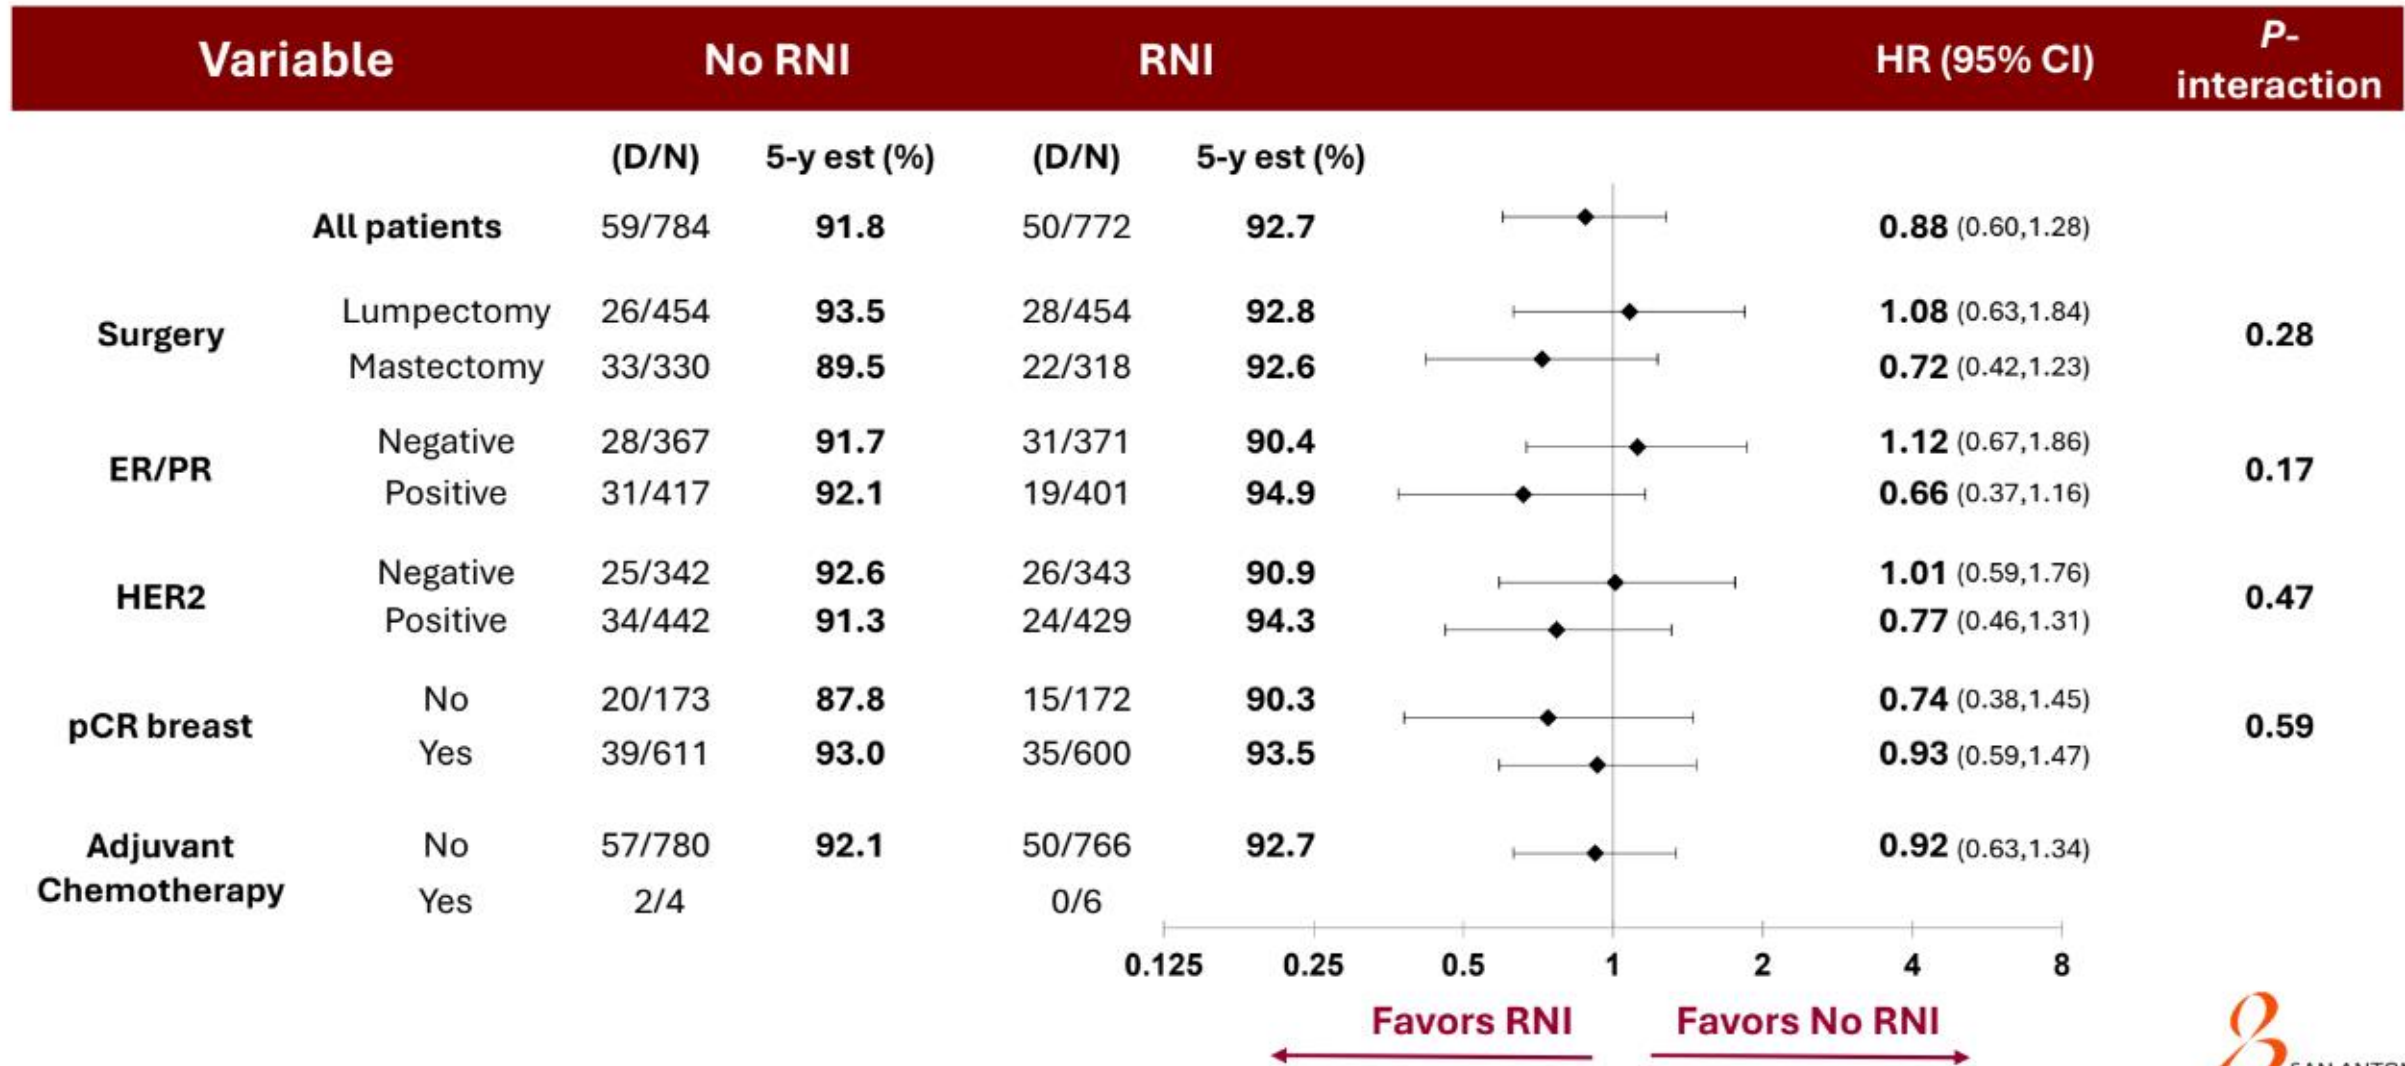 Variable No RNI RNI HR (95% CI) P-interaction
(D/N) 5-y est (%) (D/N) 5-y est (%)
All patients 59/784 91.8 50/772 92.7 0.88 (0.60,1.28)
Surgery
Lumpectomy 26/454 93.5 28/454 92.8 1.08 (0.63,1.84)
0.28
Mastectomy 33/330 89.5 22/318 92.6 0.72 (0.42,1.23)
ER/PR
Negative 28/367 91.7 31/371 90.4 1.12 (0.67,1.86)
0.17
Positive 31/417 92.1 19/401 94.9 0.66 (0.37,1.16)
HER2
Negative 25/342 92.6 26/343 90.9 1.01 (0.59,1.76)
0.47
Positive 34/442 91.3 24/429 94.3 0.77 (0.46,1.31)
pCR breast
No 20/173 87.8 15/172 90.3 0.74 (0.38,1.45)
0.59
Yes 39/611 93.0 35/600 93.5 0.93 (0.59,1.47)
Adjuvant Chemotherapy
No 57/780 92.1 50/766 92.7 0.92 (0.63,1.34)
Yes 2/4 0/6
0.125 0.25 0.5 1 2 4 8
Favors RNI Favors No RNI